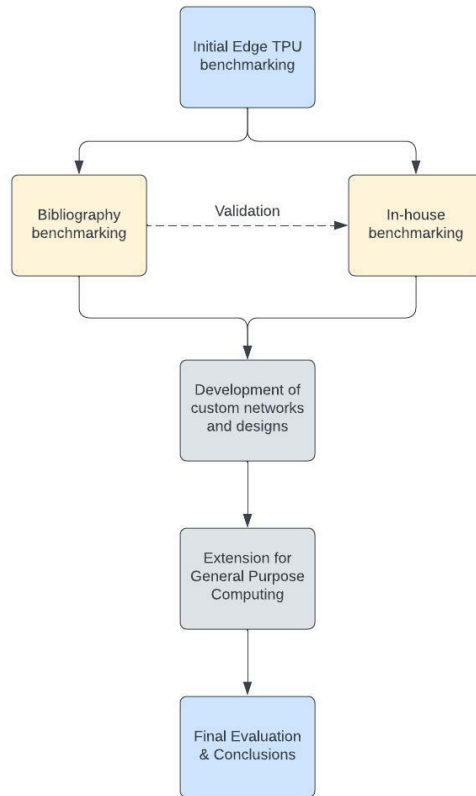 Initial Edge TPU
benchmarking
Bibliography
benchmarking
Validation
In-house
benchmarking
Development of
custom networks
and designs
Extension for
General Purpose
Computing
Final Evaluation
& Conclusions